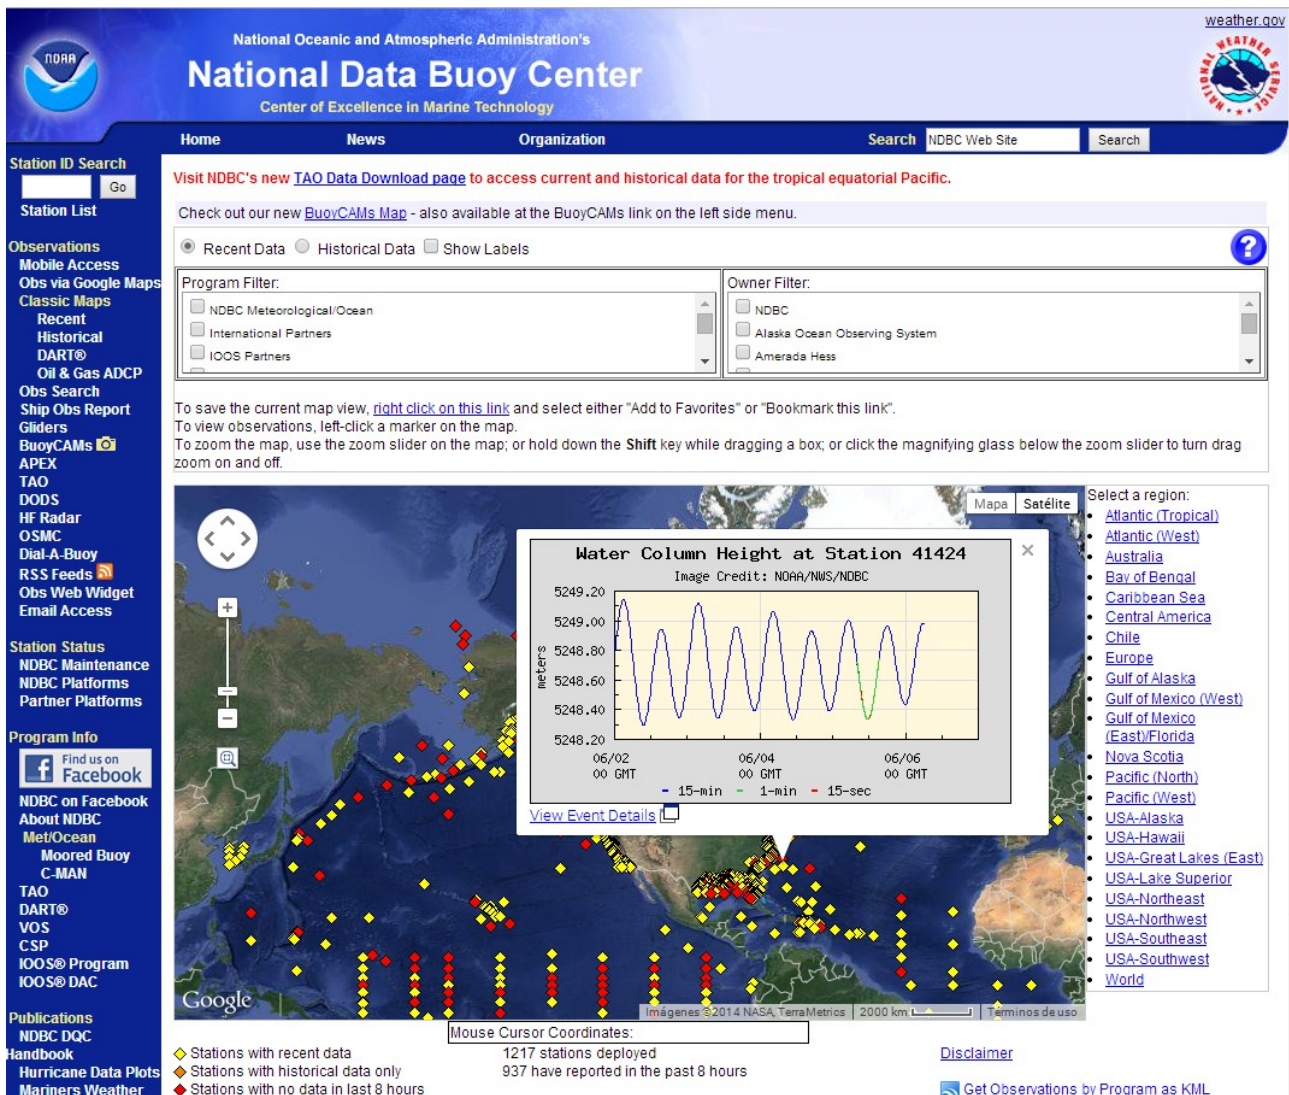 weather.gov
NOAA
National Oceanic and Atmospheric Administration's
National Data Buoy Center
Center of Excellence in Marine Technology
NATIONAL WEATHER SERVICE
Home News Organization Search NDBC Web Site Search
Station ID Search
Go
Station List
Observations
Mobile Access
Obs via Google Maps
Classic Maps
Recent
Historical
DART®
Oil & Gas ADCP
Obs Search
Ship Obs Report
Gliders
BuoyCAMs
APEX
TAO
DODS
HF Radar
OSMC
Dial-A-Buoy
RSS Feeds
Obs Web Widget
Email Access
Station Status
NDBC Maintenance
NDBC Platforms
Partner Platforms
Program Info
Find us on
Facebook
NDBC on Facebook
About NDBC
Met/Ocean
Moored Buoy
C-MAN
TAO
DART®
VOS
CSP
IOOS® Program
IOOS® DAC
Publications
NDBC DQC
Handbook
Hurricane Data Plots
Mariners Weather
Visit NDBC's new TAO Data Download page to access current and historical data for the tropical equatorial Pacific.
Check out our new BuoyCAMs Map - also available at the BuoyCAMs link on the left side menu.
Recent Data Historical Data Show Labels
?
Program Filter:
NDBC Meteorological/Ocean
International Partners
IOOS Partners
Owner Filter:
NDBC
Alaska Ocean Observing System
Amerada Hess
To save the current map view, right click on this link and select either "Add to Favorites" or "Bookmark this link".
To view observations, left-click a marker on the map.
To zoom the map, use the zoom slider on the map; or hold down the Shift key while dragging a box; or click the magnifying glass below the zoom slider to turn drag
zoom on and off.
Mapa Satélite
Water Column Height at Station 41424
Image Credit: NOAA/NWS/NDBC
5249.20
5249.00
5248.80
5248.60
5248.40
5248.20
meters
06/02 06/04 06/06
00 GMT 00 GMT 00 GMT
15-min 1-min 15-sec
View Event Details
Google
Imágenes ©2014 NASA, TerraMetrics 2000 km Términos de uso
Select a region:
Atlantic (Tropical)
Atlantic (West)
Australia
Bay of Bengal
Caribbean Sea
Central America
Chile
Europe
Gulf of Alaska
Gulf of Mexico (West)
Gulf of Mexico
(East)/Florida
Nova Scotia
Pacific (North)
Pacific (West)
USA-Alaska
USA-Hawaii
USA-Great Lakes (East)
USA-Lake Superior
USA-Northeast
USA-Northwest
USA-Southeast
USA-Southwest
World
Mouse Cursor Coordinates:
Stations with recent data
Stations with historical data only
Stations with no data in last 8 hours
1217 stations deployed
937 have reported in the past 8 hours
Disclaimer
Get Observations by Program as KML